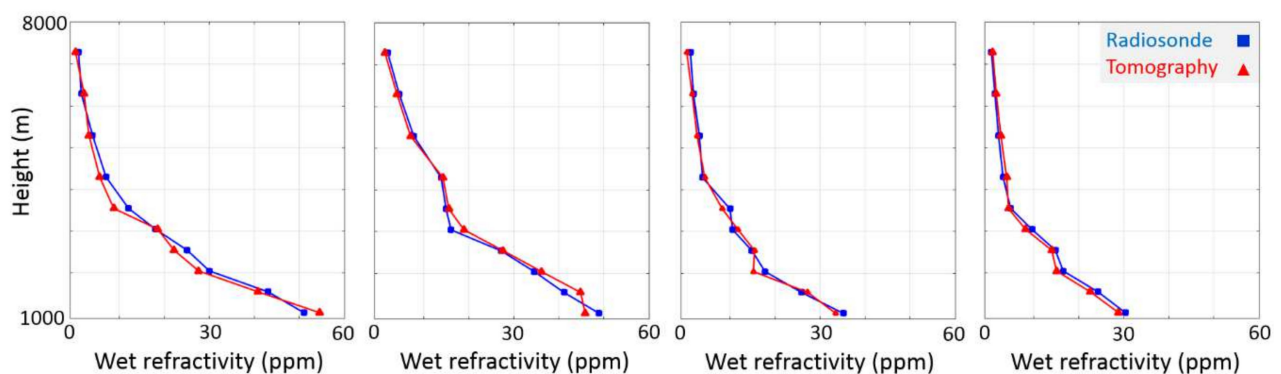 8000
Height (m)
1000
0 30 60
Wet refractivity (ppm)
0 30 60
Wet refractivity (ppm)
0 30 60
Wet refractivity (ppm)
Radiosonde
Tomography
0 30 60
Wet refractivity (ppm)